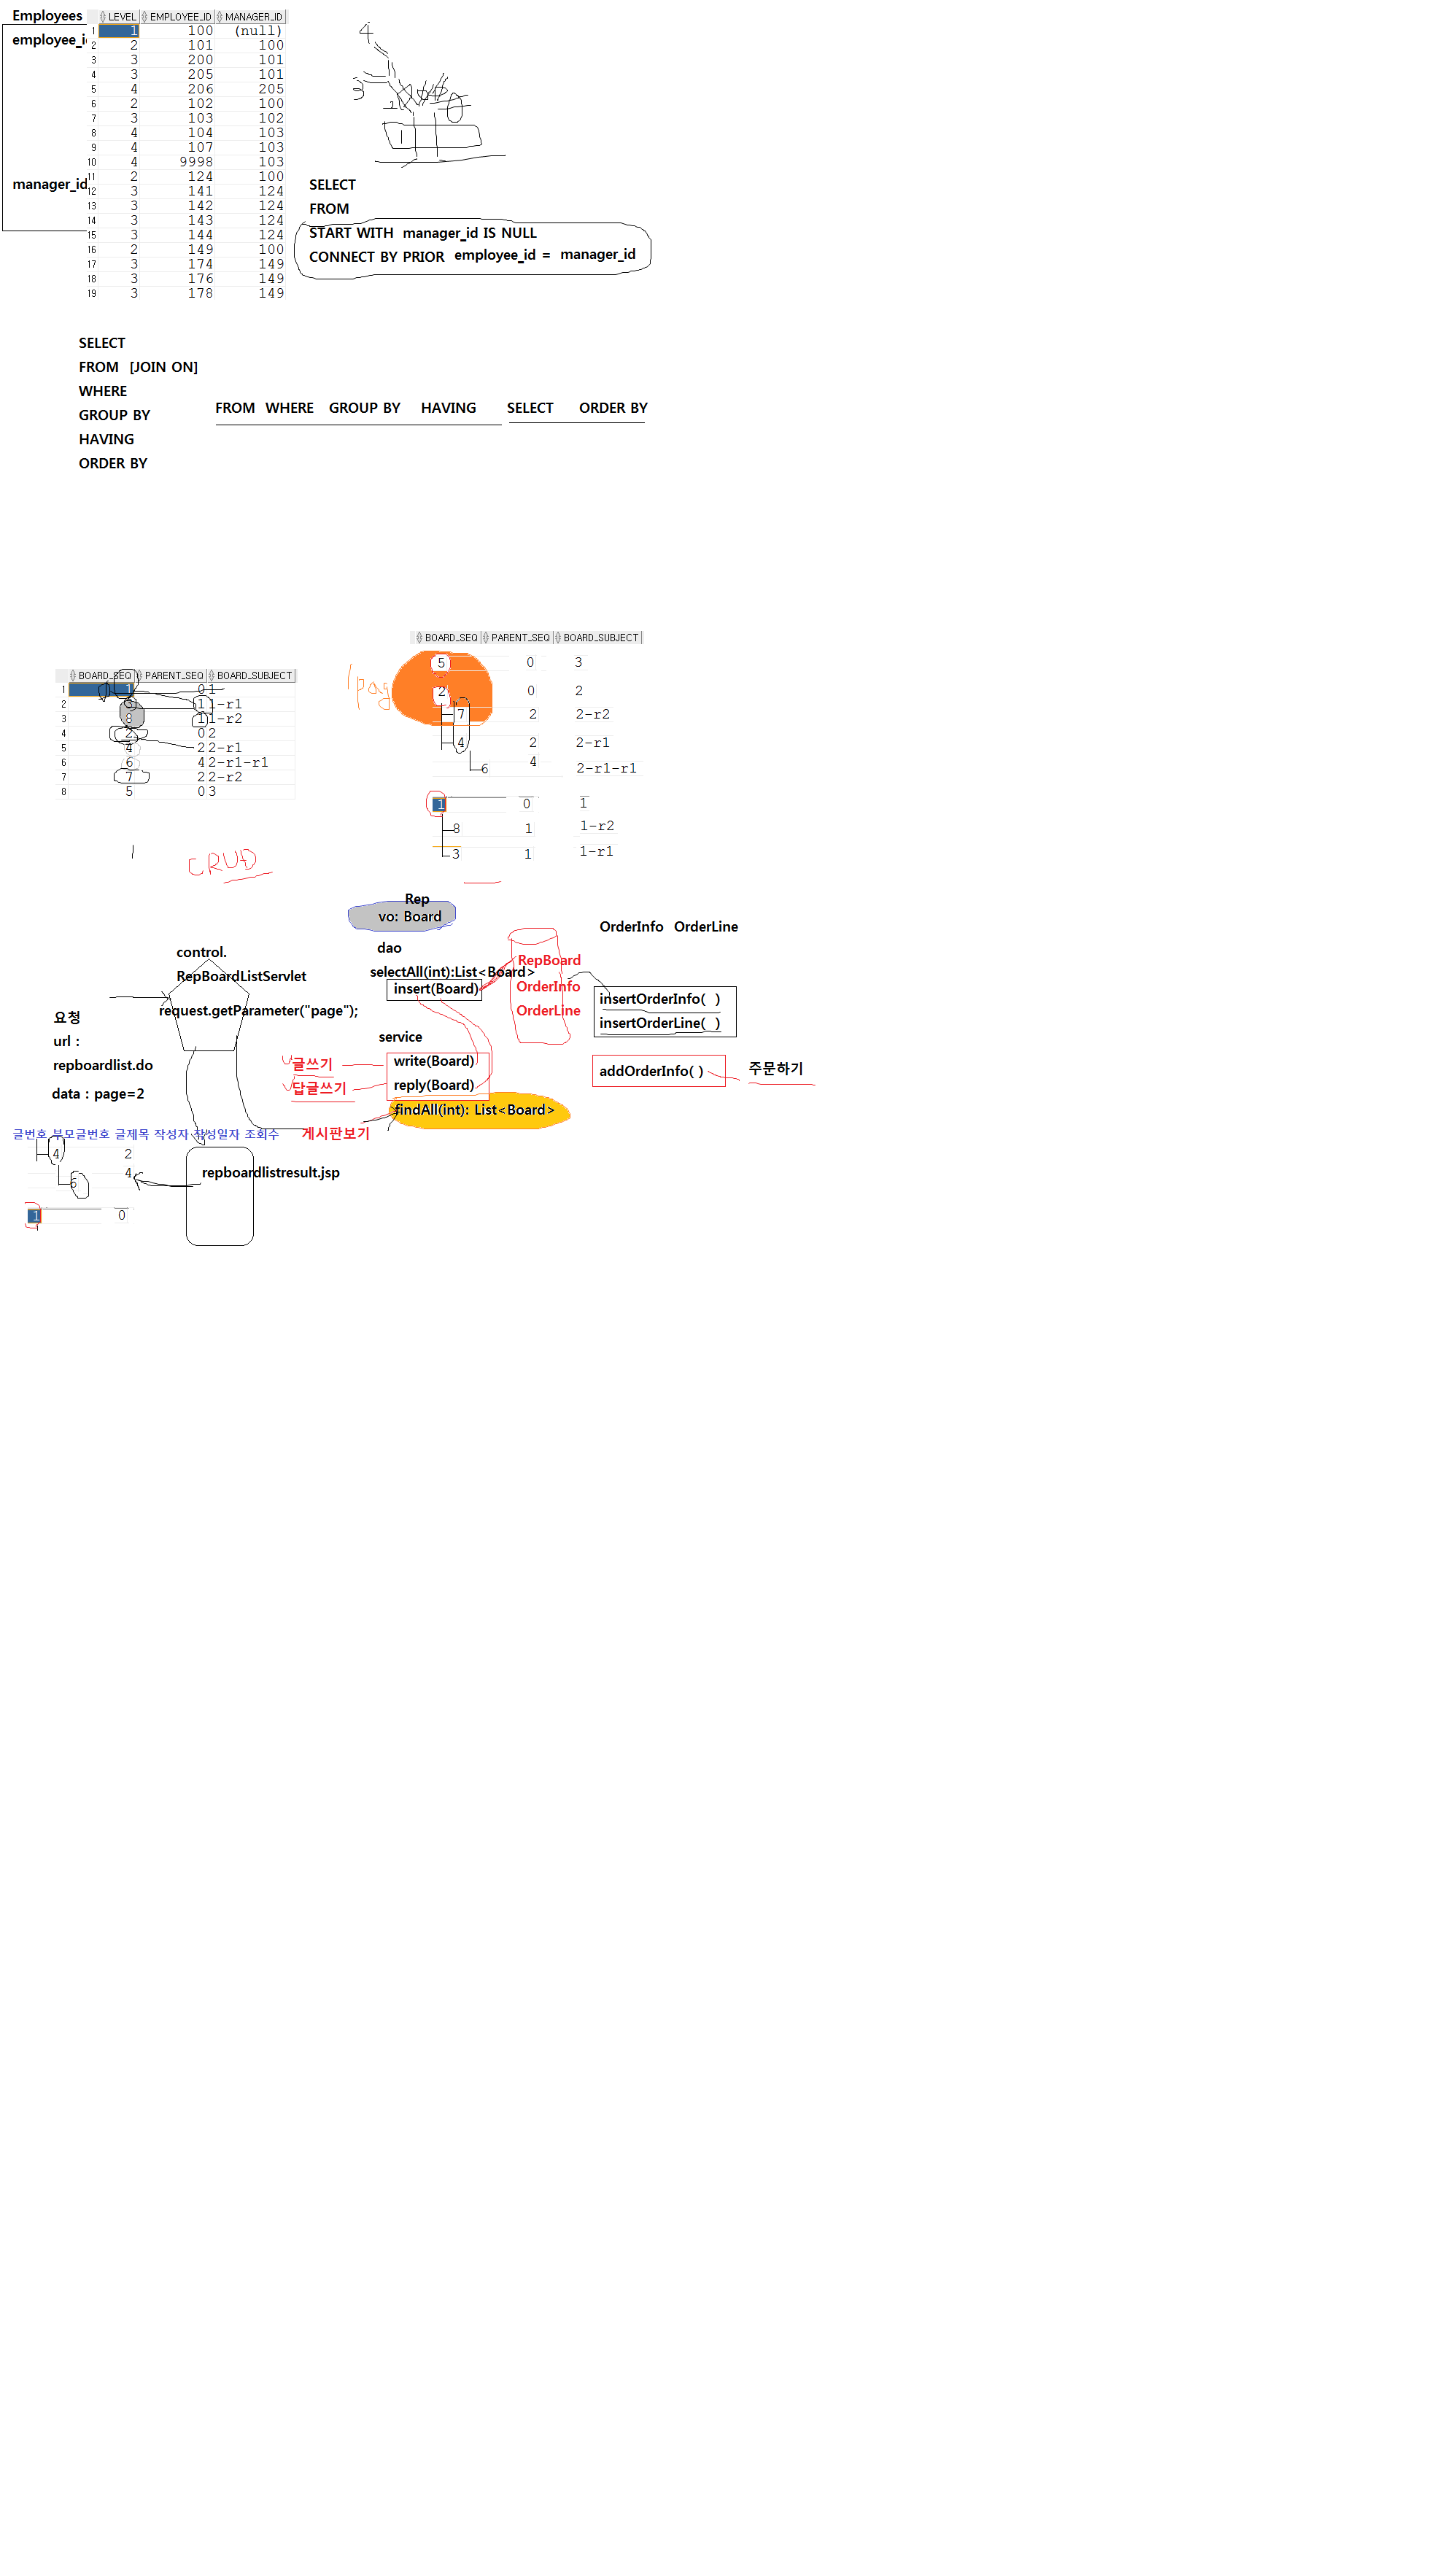 Employees
LEVEL EMPLOYEE_ID MANAGER_ID
employee_i
1 1 100 (null)
2 2 101 100
3 3 200 101
4 3 205 101
5 4 206 205
6 2 102 100
7 3 103 102
8 4 104 103
9 4 107 103
10 4 9998 103
11 2 124 100
manager_id
12 3 141 124
13 3 142 124
14 3 143 124
15 3 144 124
16 2 149 100
17 3 174 149
18 3 176 149
19 3 178 149
4
3
2
1
SELECT
FROM
START WITH manager_id IS NULL
CONNECT BY PRIOR employee_id = manager_id
SELECT
FROM [JOIN ON]
WHERE
GROUP BY
HAVING
ORDER BY
FROM WHERE GROUP BY HAVING SELECT ORDER BY
BOARD_SEQ PARENT_SEQ BOARD_SUBJECT
1 1 0 1
2 3 1 1-r1
3 8 1 1-r2
4 2 0 2
5 4 2 2-r1
6 6 4 2-r1-r1
7 7 2 2-r2
8 5 0 3
BOARD_SEQ PARENT_SEQ BOARD_SUBJECT
1pag
5 0 3
2 0 2
7 2 2-r2
4 2 2-r1
6 4 2-r1-r1
1 0 1
8 1 1-r2
3 1 1-r1
CRUD
Rep
vo: Board
dao
selectAll(int):List<Board>
insert(Board)
service
write(Board)
reply(Board)
findAll(int): List<Board>
글쓰기
답글쓰기
게시판보기
RepBoard
OrderInfo
OrderLine
OrderInfo OrderLine
insertOrderInfo( )
insertOrderLine( )
addOrderInfo( )
주문하기
control.
RepBoardListServlet
request.getParameter("page");
요청
url :
repboardlist.do
data : page=2
글번호 부모글번호 글제목 작성자 작성일자 조회수
4 2
6 4
1 0
repboardlistresult.jsp